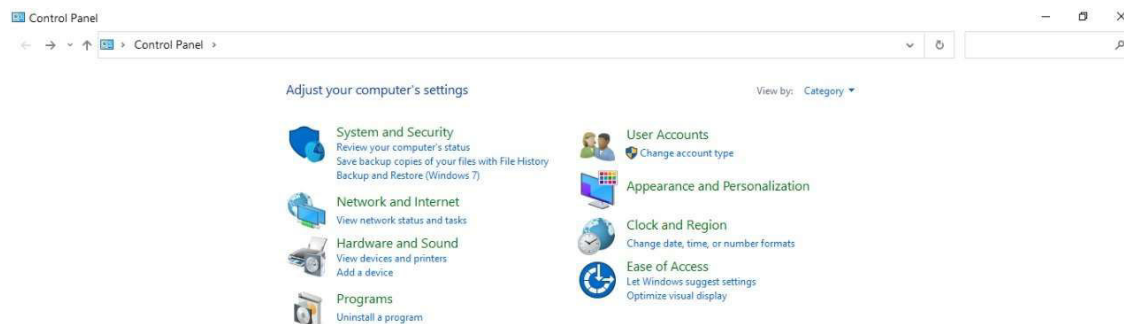 Control Panel
Control Panel
Adjust your computer's settings
View by: Category
System and Security
Review your computer's status
Save backup copies of your files with File History
Backup and Restore (Windows 7)
Network and Internet
View network status and tasks
Hardware and Sound
View devices and printers
Add a device
Programs
Uninstall a program
User Accounts
Change account type
Appearance and Personalization
Clock and Region
Change date, time, or number formats
Ease of Access
Let Windows suggest settings
Optimize visual display